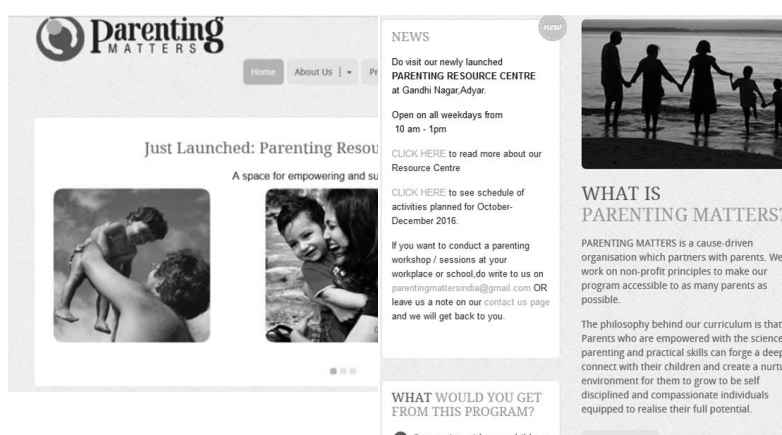 Parenting
MATTERS
Home
About Us
Just Launched: Parenting
A space for empowering and
NEWS
new
Do visit our newly launched
PARENTING RESOURCE CENTRE
at Gandhi Nagar,Adyar.
Open on all weekdays from
10 am - 1pm
CLICK HERE to read more about our
Resource Centre
CLICK HERE to see schedule of
activities planned for October-
December 2016.
If you want to conduct a parenting
workshop / sessions at your
workplace or school,do write to us on
parentingmattersindia@gmail.com OR
leave us a note on our contact us page
and we will get back to you.
WHAT WOULD YOU GET
FROM THIS PROGRAM?
WHAT IS
PARENTING MATTERS?
PARENTING MATTERS is a cause-driven
organisation which partners with parents. We
work on non-profit principles to make our
program accessible to as many parents as
possible.
The philosophy behind our curriculum is that
Parents who are empowered with the science
parenting and practical skills can forge a deep
connect with their children and create a
environment for them to grow to be self
disciplined and compassionate individuals
equipped to realise their full potential.